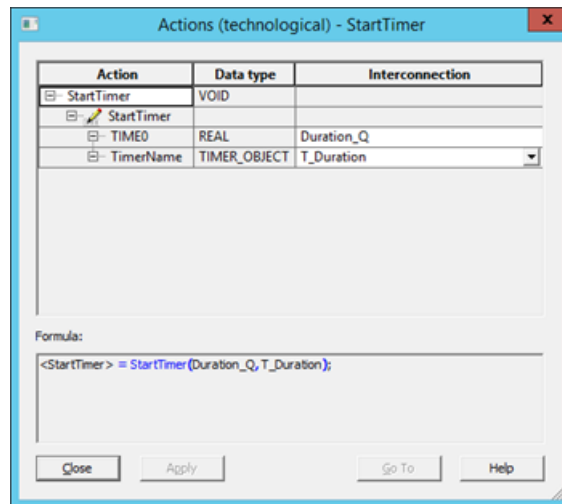 Actions (technological) - StartTimer
x
Action Data type Interconnection
StartTimer VOID
StartTimer
TIME0 REAL Duration_Q
TimerName TIMER_OBJECT T_Duration
Formula:
<StartTimer> = StartTimer(Duration_Q, T_Duration);
Close Apply Go To Help